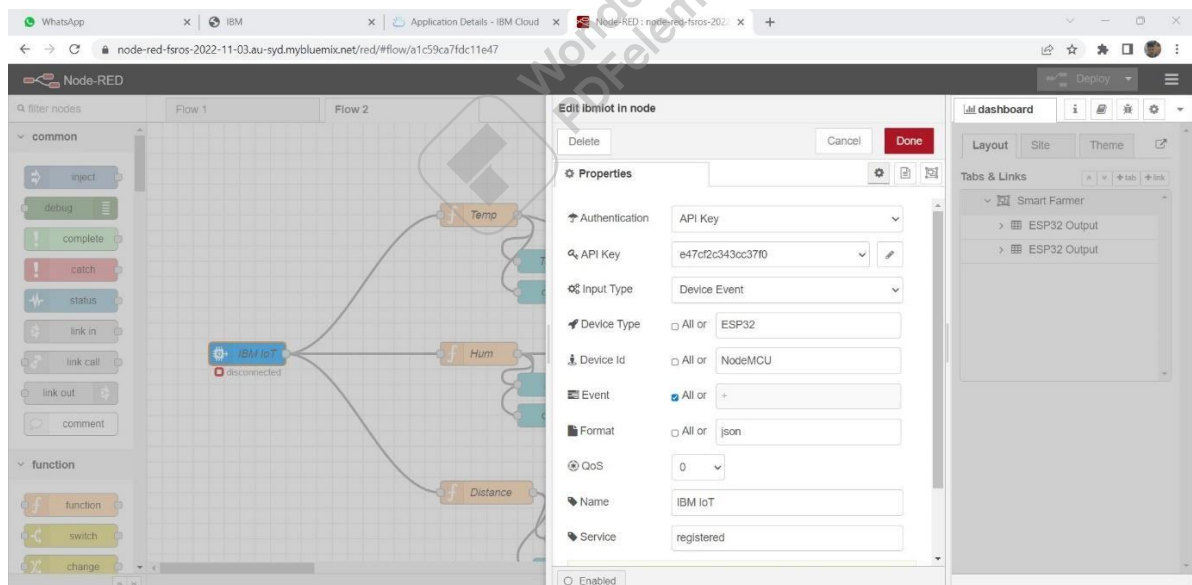 WhatsApp
IBM
Application Details - IBM Cloud
Node-RED : node-red-fsros-202
node-red-fsros-2022-11-03.au-syd.mybluemix.net/red/#flow/a1c59ca7fdc11e47
Node-RED
Deploy
filter nodes
Flow 1
Flow 2
Edit ibmiot in node
dashboard
common
Delete
Cancel
Done
Layout
Site
Theme
inject
Properties
Tabs & Links
+ tab
+ link
debug
Temp
Smart Farmer
complete
Authentication
API Key
ESP32 Output
catch
API Key
e47cf2c343cc37f0
ESP32 Output
status
Input Type
Device Event
link in
Device Type
All or
ESP32
IBM IoT
Hum
link call
Device Id
All or
NodeMCU
disconnected
link out
Event
All or
+
comment
Format
All or
json
function
QoS
0
function
Distance
Name
IBM IoT
switch
Service
registered
change
Enabled